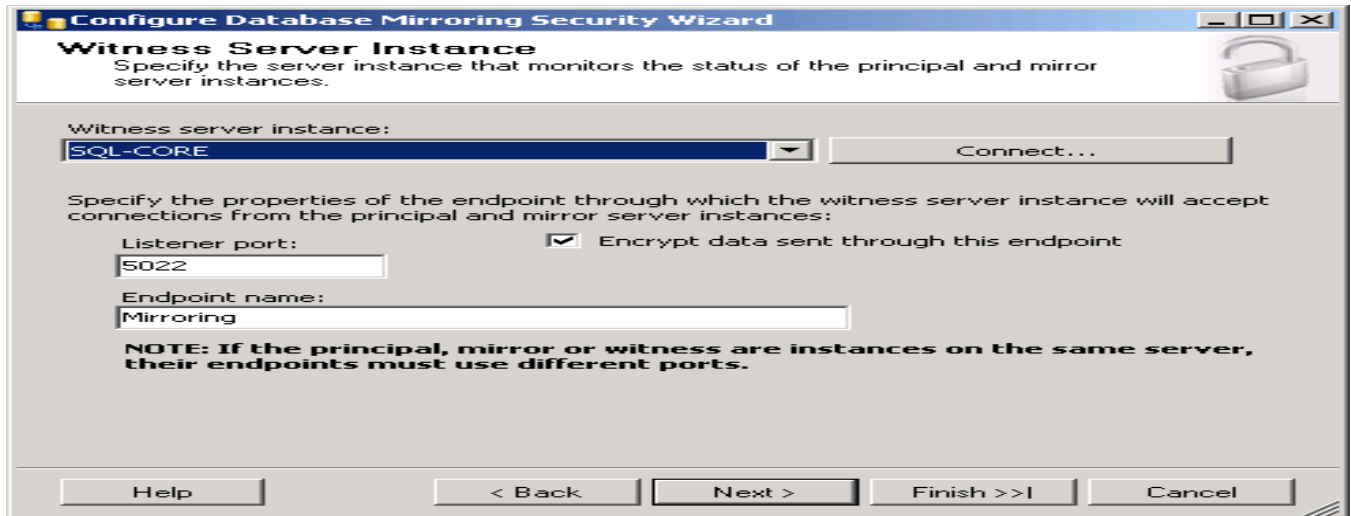 Configure Database Mirroring Security Wizard
Witness Server Instance
Specify the server instance that monitors the status of the principal and mirror
server instances.
Witness server instance:
SQL-CORE
Connect...
Specify the properties of the endpoint through which the witness server instance will accept
connections from the principal and mirror server instances:
Listener port:
Encrypt data sent through this endpoint
5022
Endpoint name:
Mirroring
NOTE: If the principal, mirror or witness are instances on the same server,
their endpoints must use different ports.
Help
< Back
Next >
Finish >>|
Cancel